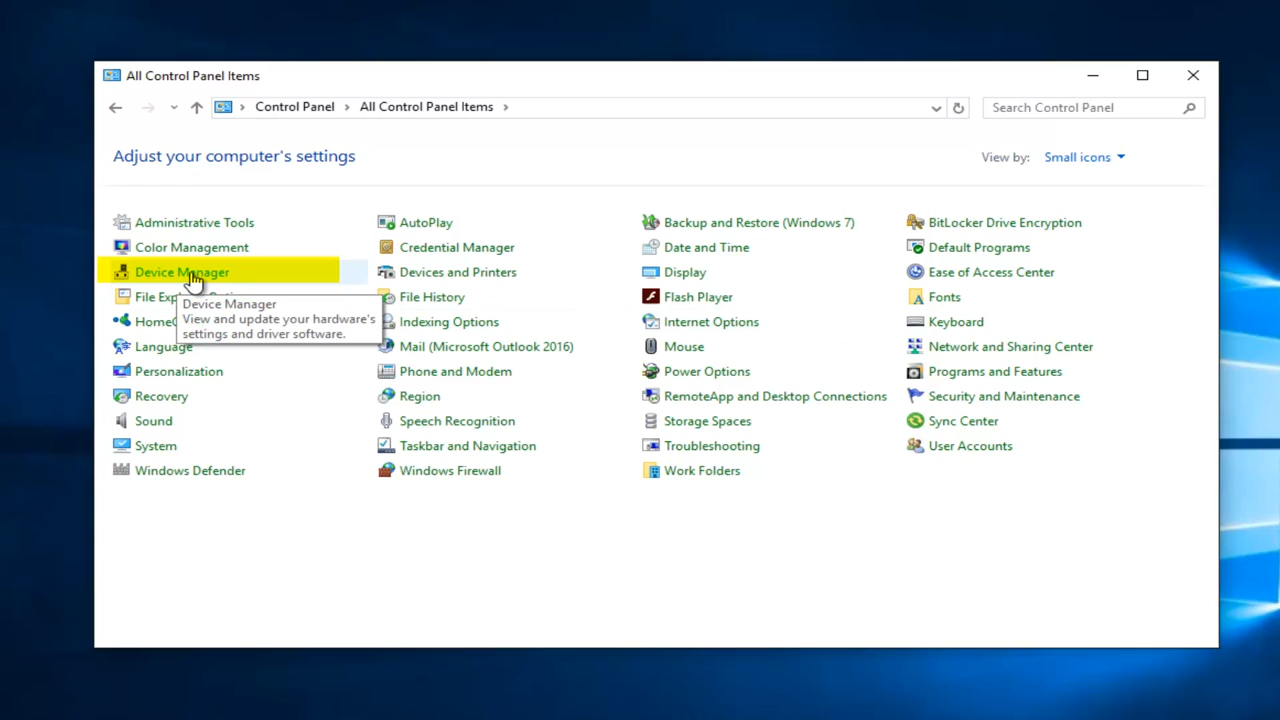 All Control Panel Items
Control Panel All Control Panel Items
Search Control Panel
Adjust your computer's settings
View by: Small icons
Administrative Tools
Color Management
Device Manager
File Exp
Device Manager
View and update your hardware's
settings and driver software.
Language
Personalization
Recovery
Sound
System
Windows Defender
AutoPlay
Credential Manager
Devices and Printers
File History
Indexing Options
Mail (Microsoft Outlook 2016)
Phone and Modem
Region
Speech Recognition
Taskbar and Navigation
Windows Firewall
Backup and Restore (Windows 7)
Date and Time
Display
Flash Player
Internet Options
Mouse
Power Options
RemoteApp and Desktop Connections
Storage Spaces
Troubleshooting
Work Folders
BitLocker Drive Encryption
Default Programs
Ease of Access Center
Fonts
Keyboard
Network and Sharing Center
Programs and Features
Security and Maintenance
Sync Center
User Accounts